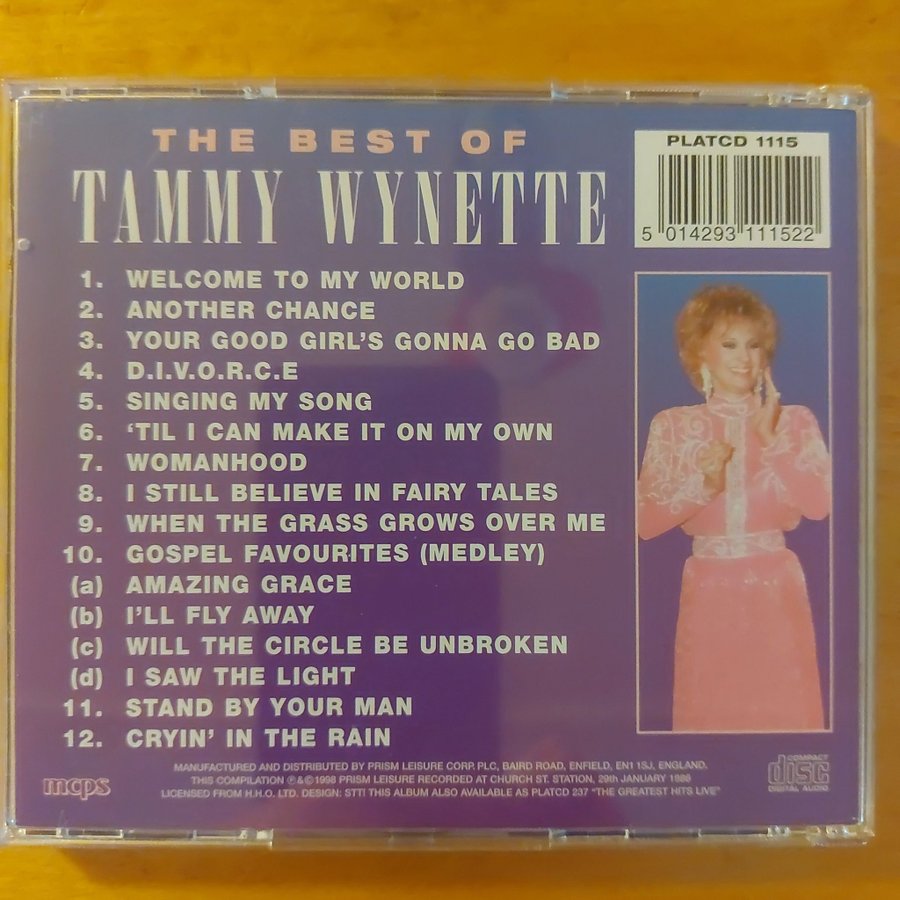 THE BEST OF
TAMMY WYNETTE
PLATCD 1115
5 014293 111522
1. WELCOME TO MY WORLD
2. ANOTHER CHANCE
3. YOUR GOOD GIRL'S GONNA GO BAD
4. D.I.V.O.R.C.E
5. SINGING MY SONG
6. 'TIL I CAN MAKE IT ON MY OWN
7. WOMANHOOD
8. I STILL BELIEVE IN FAIRY TALES
9. WHEN THE GRASS GROWS OVER ME
10. GOSPEL FAVOURITES (MEDLEY)
(a) AMAZING GRACE
(b) I'LL FLY AWAY
(c) WILL THE CIRCLE BE UNBROKEN
(d) I SAW THE LIGHT
11. STAND BY YOUR MAN
12. CRYIN' IN THE RAIN
mcps
MANUFACTURED AND DISTRIBUTED BY PRISM LEISURE CORP. PLC, BAIRD ROAD, ENFIELD, EN1 1SJ, ENGLAND.
THIS COMPILATION ℗ & © 1998 PRISM LEISURE RECORDED AT CHURCH ST. STATION, 29th JANUARY 1988
LICENSED FROM H.H.O. LTD. DESIGN: STT! THIS ALBUM ALSO AVAILABLE AS PLATCD 237 "THE GREATEST HITS LIVE"
COMPACT
disc
DIGITAL AUDIO